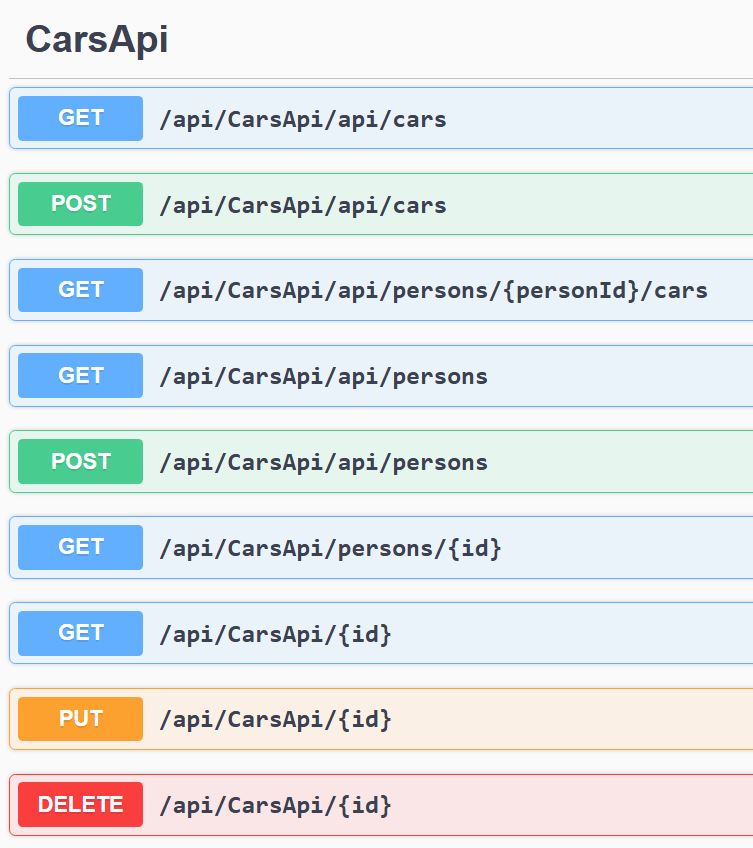 CarsApi
GET /api/CarsApi/api/cars
POST /api/CarsApi/api/cars
GET /api/CarsApi/api/persons/{personId}/cars
GET /api/CarsApi/api/persons
POST /api/CarsApi/api/persons
GET /api/CarsApi/persons/{id}
GET /api/CarsApi/{id}
PUT /api/CarsApi/{id}
DELETE /api/CarsApi/{id}